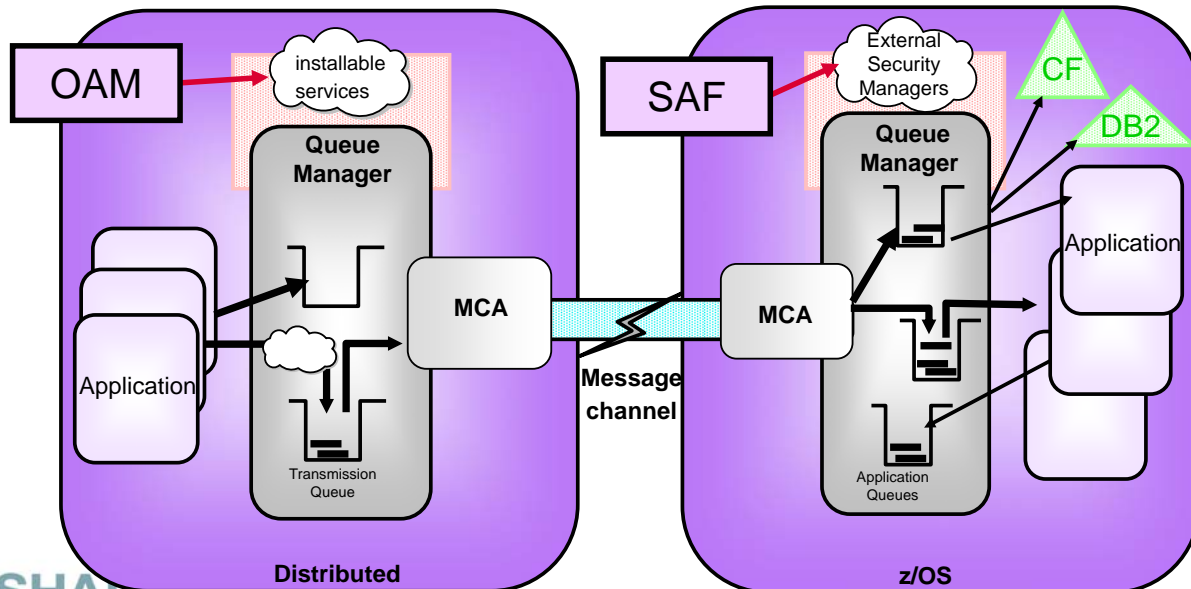 OAM
installable
services
Queue
Manager
Application
MCA
Transmission
Queue
Distributed
Message
channel
SAF
External
Security
Managers
CF
DB2
Queue
Manager
MCA
Application
Application
Queues
z/OS